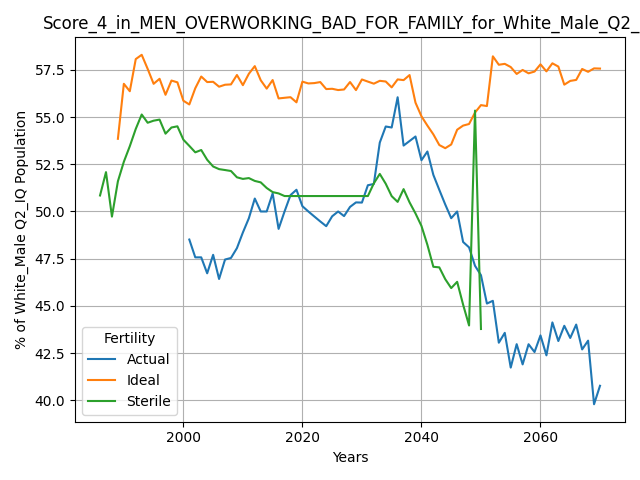 Score_4_in_MEN_OVERWORKING_BAD_FOR_FAMILY_for_White_Male_Q2_
% of White_Male Q2_IQ Population
57.5
55.0
52.5
50.0
47.5
45.0
42.5
40.0
Fertility
Actual
Ideal
Sterile
2000
2020
2040
2060
Years